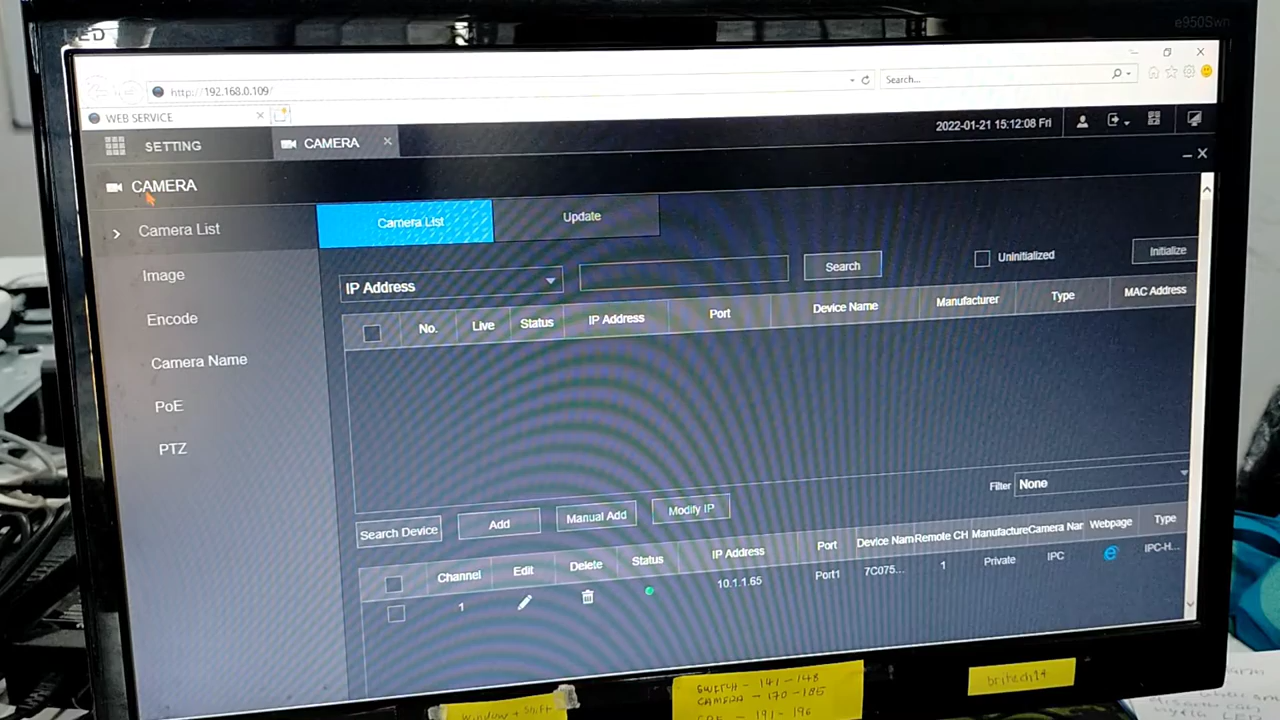 LED
e950Swn
http://192.168.0.109/
Search...
WEB SERVICE
SETTING
CAMERA
2022-01-21 15:12:08 Fri
CAMERA
Camera List
Image
Encode
Camera Name
PoE
PTZ
Camera List
Update
IP Address
Search
Uninitialized
Initialize
No. Live Status IP Address Port Device Name Manufacturer Type MAC Address
Filter None
Search Device Add Manual Add Modify IP
Channel Edit Delete Status IP Address Port Device Nam Remote CH Manufacture Camera Nar Webpage Type
1 10.1.1.65 Port1 7C075... 1 Private IPC IPC-H...
window + Shift
SWITCH - 141-148
CAMERA - 170-185
- 191-196
britech14